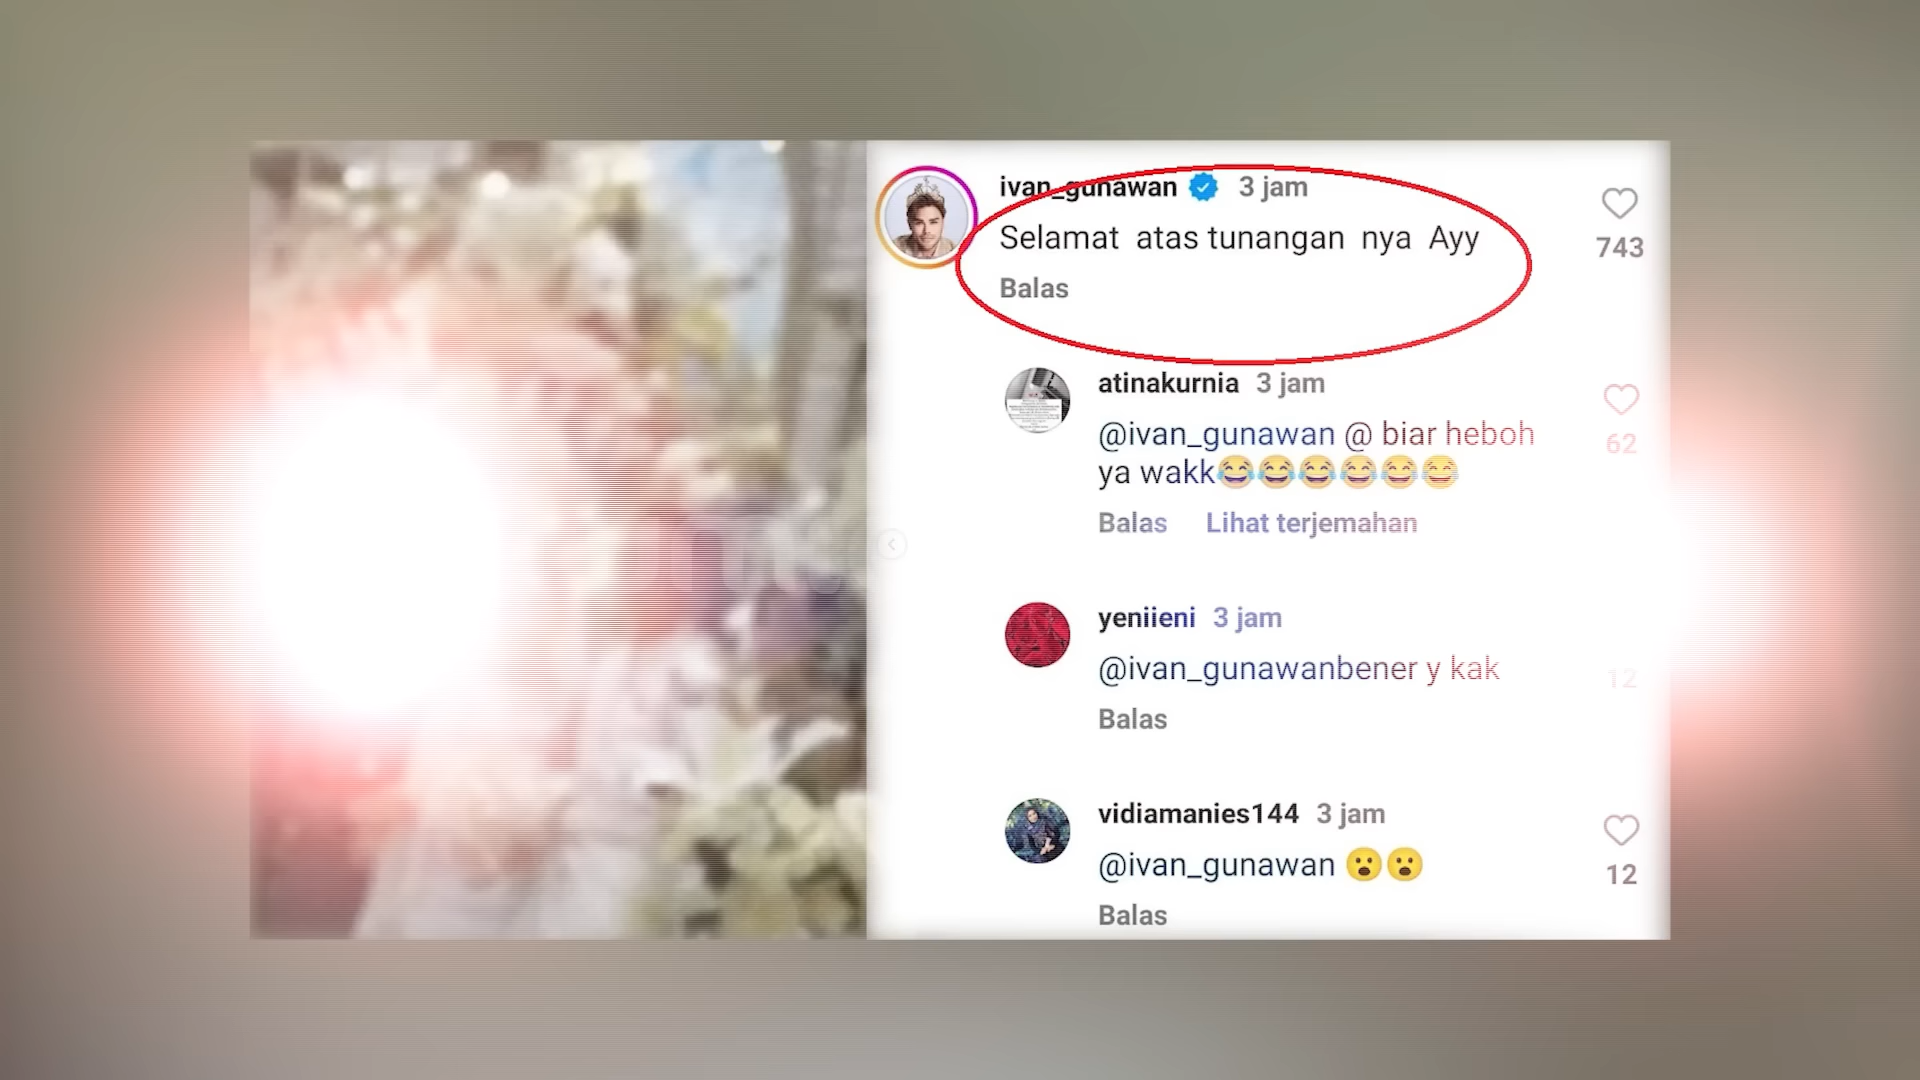 ivan_gunawan 3 jam
Selamat atas tunangan nya Ayy
743
Balas
atinakurnia 3 jam
@ivan_gunawan @ biar heboh
62
ya wakk😂😂😂😂😂😂
Balas Lihat terjemahan
yeniieni 3 jam
@ivan_gunawanbener y kak
12
Balas
vidiamanies144 3 jam
@ivan_gunawan 😮😮
12
Balas